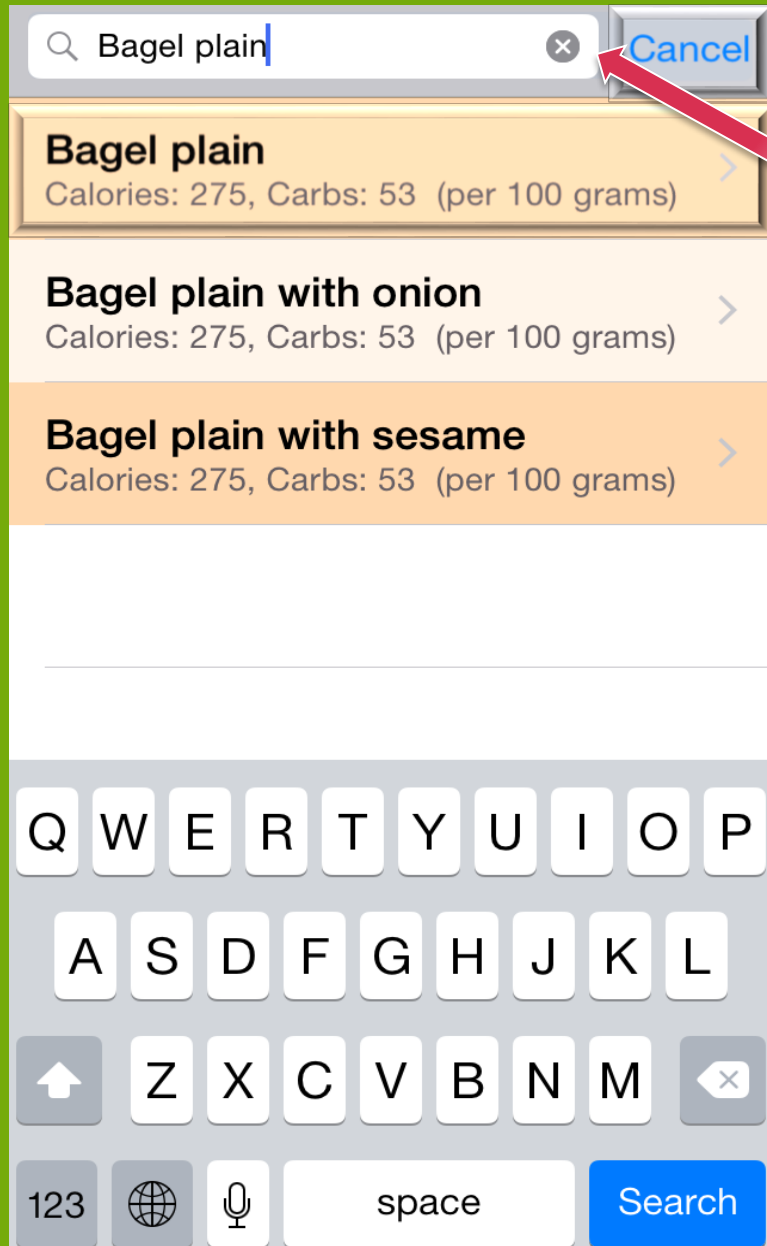 Bagel plain Cancel
Bagel plain
Calories: 275, Carbs: 53 (per 100 grams)
Bagel plain with onion
Calories: 275, Carbs: 53 (per 100 grams)
Bagel plain with sesame
Calories: 275, Carbs: 53 (per 100 grams)
Q W E R T Y U I O P
A S D F G H J K L
Z X C V B N M
123 space Search